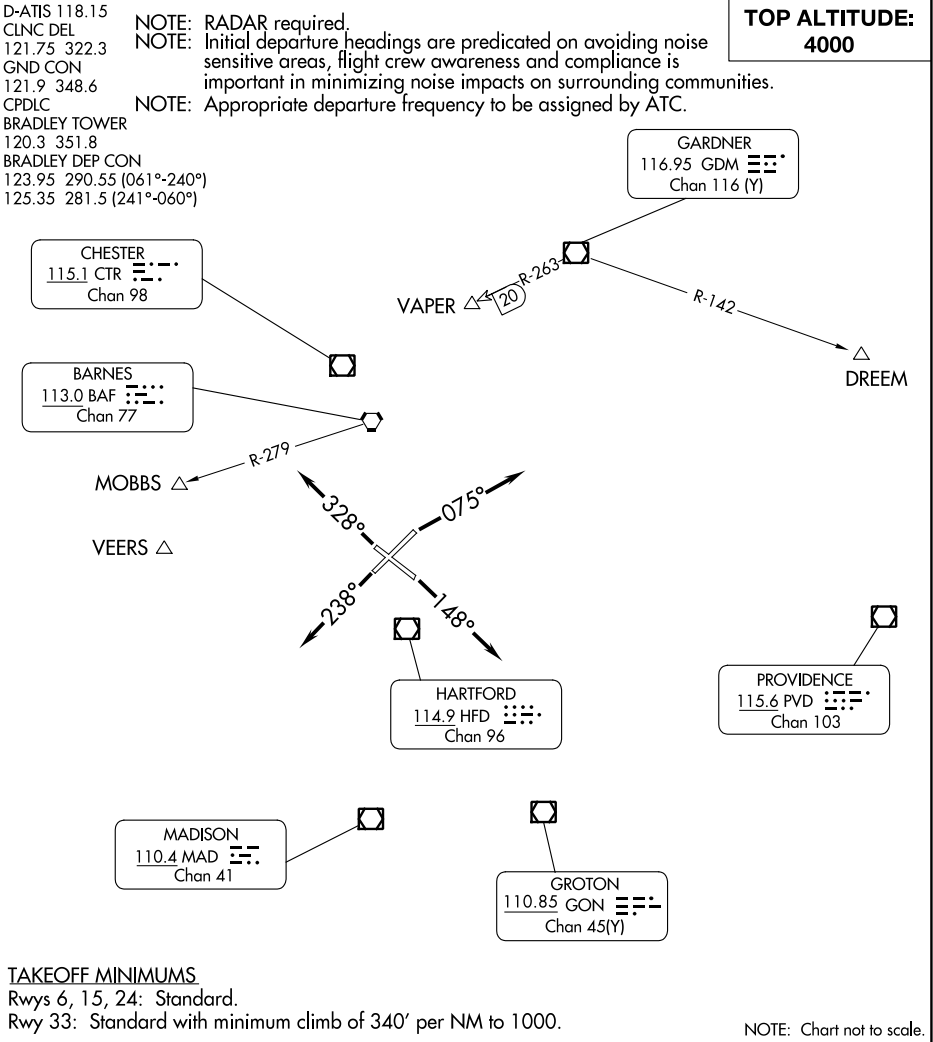 D-ATIS 118.15
CLNC DEL
121.75 322.3
GND CON
121.9 348.6
CPDLC
BRADLEY TOWER
120.3 351.8
BRADLEY DEP CON
123.95 290.55 (061°-240°)
125.35 281.5 (241°-060°)
NOTE: RADAR required.
NOTE: Initial departure headings are predicated on avoiding noise
sensitive areas, flight crew awareness and compliance is
important in minimizing noise impacts on surrounding communities.
NOTE: Appropriate departure frequency to be assigned by ATC.
TOP ALTITUDE:
4000
GARDNER
116.95 GDM
Chan 116 (Y)
CHESTER
115.1 CTR
Chan 98
R-263
20
VAPER
R-142
DREEM
BARNES
113.0 BAF
Chan 77
R-279
MOBBS
VEERS
328°
075°
238°
148°
HARTFORD
114.9 HFD
Chan 96
PROVIDENCE
115.6 PVD
Chan 103
MADISON
110.4 MAD
Chan 41
GROTON
110.85 GON
Chan 45(Y)
TAKEOFF MINIMUMS
Rwys 6, 15, 24: Standard.
Rwy 33: Standard with minimum climb of 340' per NM to 1000.
NOTE: Chart not to scale.